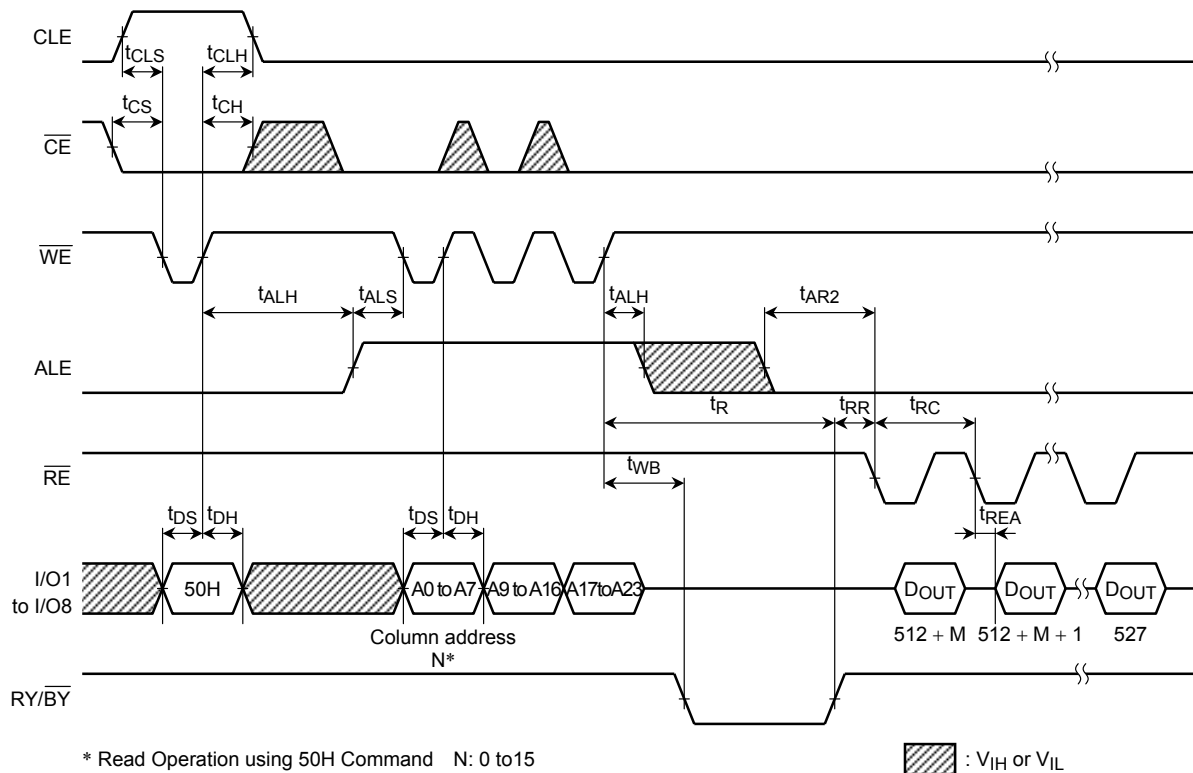 CLE
tCLS tCLH
tCS tCH
CE
WE
tALH tALS tALH tAR2
ALE
tR tRR tRC
RE
tWB
tREA
tDS tDH tDS tDH
I/O1
to I/O8
50H A0 to A7 A9 to A16 A17 to A23 DOUT DOUT DOUT
512 + M 512 + M + 1 527
Column address
N*
RY/BY
* Read Operation using 50H Command N: 0 to15
: VIH or VIL